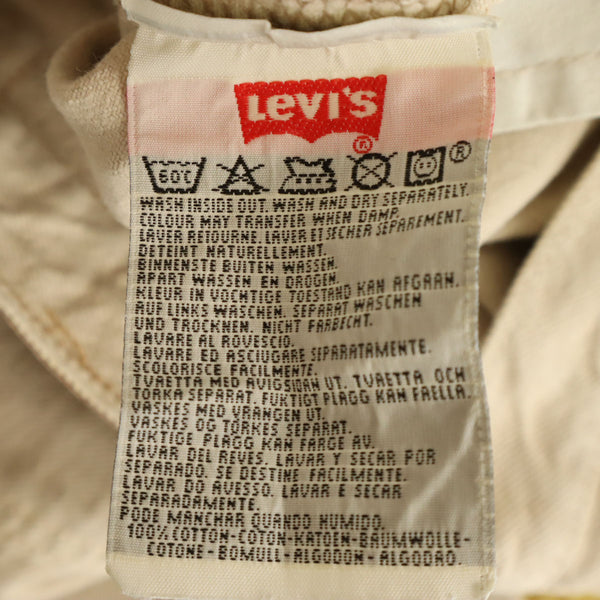 Levi's
®
60°C ®
WASH INSIDE OUT. WASH AND DRY SEPARATELY.
COLOUR MAY TRANSFER WHEN DAMP.
LAVER RETOURNE. LAVER ET SECHER SEPAREMENT.
DETEINT NATURELLEMENT.
BINNENSTE BUITEN WASSEN.
APART WASSEN EN DROGEN.
KLEUR IN VOCHTIGE TOESTAND KAN AFGAAN.
AUF LINKS WASCHEN. SEPARAT WASCHEN
UND TROCKNEN. NICHT FARBECHT.
LAVARE AL ROVESCIO.
LAVARE ED ASCIUGARE SEPARATAMENTE.
SCOLORISCE FACILMENTE.
TVAETTA MED AVIGSIDAN UT. TVAETTA OCH
TORKA SEPARAT. FUKTIGT PLAGG KAN FAELLA.
VASKES MED VRANGEN UT.
VASKES OG TORKES SEPARAT.
FUKTIGE PLAGG KAN FARGE AV.
LAVAR DEL REVES. LAVAR Y SECAR POR
SEPARADO. SE DESTINE FACILMENTE.
LAVAR DO AVESSO. LAVAR E SECAR
SEPARADAMENTE.
PODE MANCHAR QUANDO HUMIDO.
100% COTTON-COTON-KATOEN-BAUMWOLLE-
COTONE-BOMULL-ALGODON-ALGODAO.